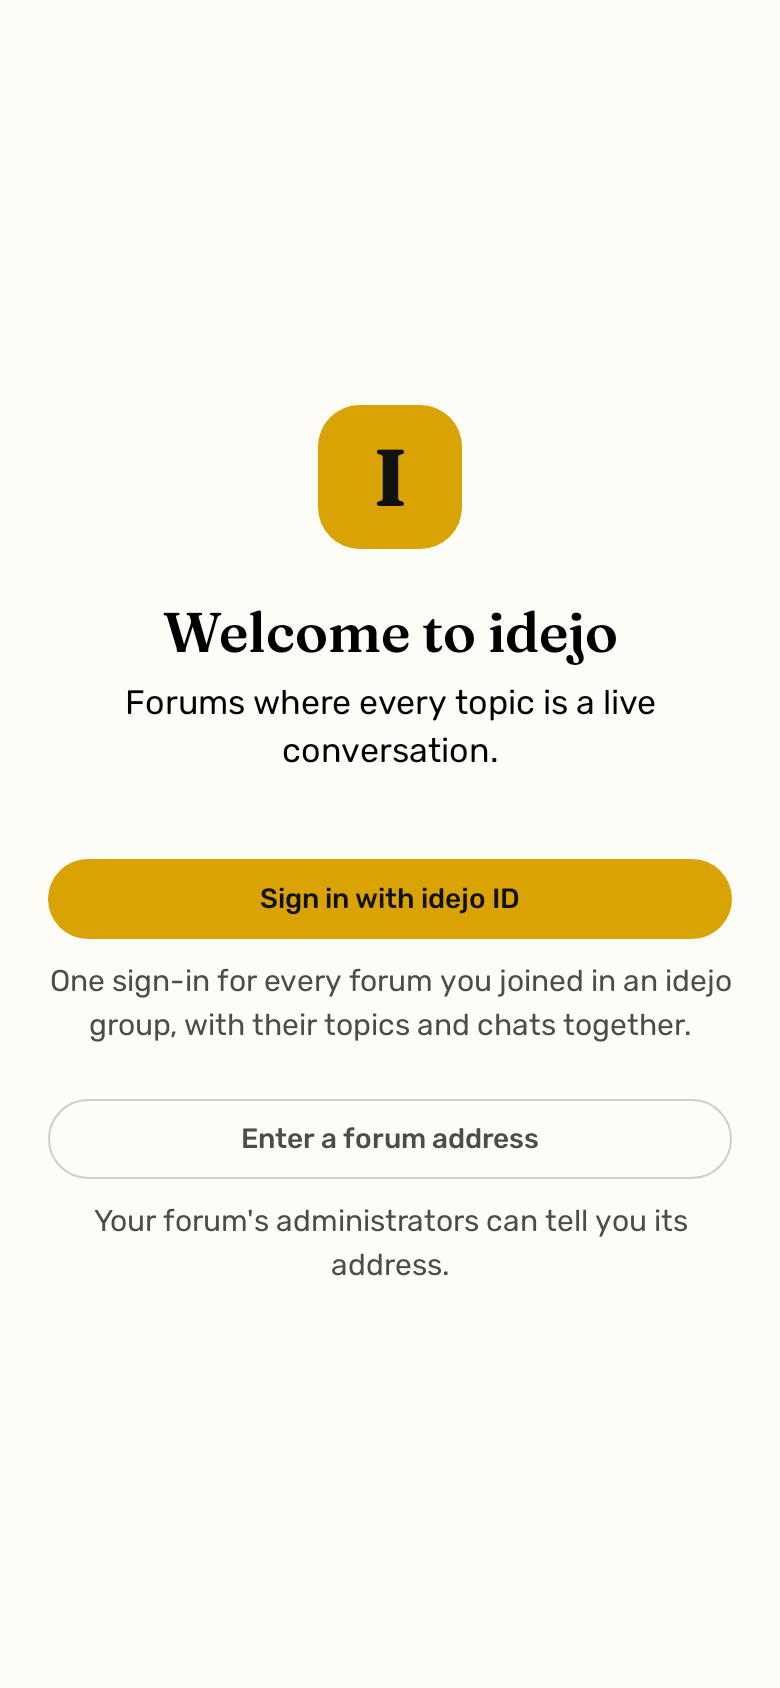 I
Welcome to idejo
Forums where every topic is a live
conversation.
Sign in with idejo ID
One sign-in for every forum you joined in an idejo
group, with their topics and chats together.
Enter a forum address
Your forum's administrators can tell you its
address.